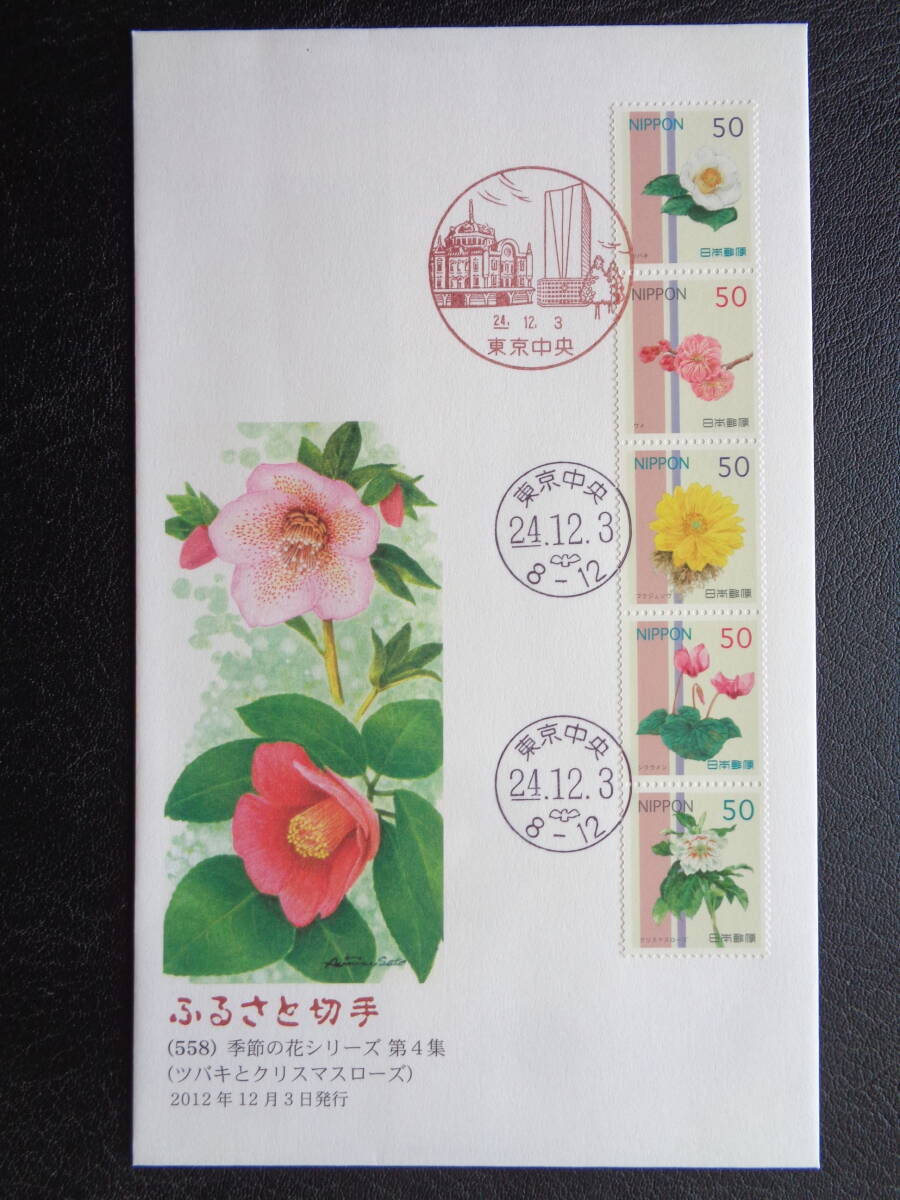 NIPPON 50
ツバキ
日本郵便
24. 12. 3
東京中央
NIPPON 50
ウメ
日本郵便
東京中央
24.12.3
8-12
NIPPON 50
フクジュソウ
日本郵便
NIPPON 50
シクラメン
日本郵便
東京中央
24.12.3
8-12
NIPPON 50
クリスマスローズ
日本郵便
ふるさと切手
(558) 季節の花シリーズ 第4集
(ツバキとクリスマスローズ)
2012年12月3日発行